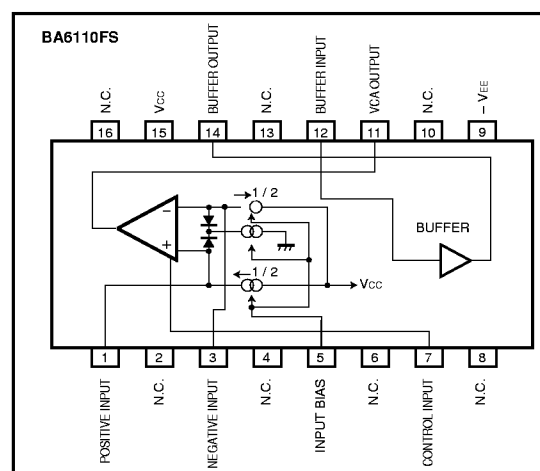 BA6110FS
N.C.
VCC
BUFFER OUTPUT
N.C.
BUFFER INPUT
VCA OUTPUT
N.C.
– VEE
16
15
14
13
12
11
10
9
1 / 2
BUFFER
–
+
1 / 2
VCC
1
2
3
4
5
6
7
8
POSITIVE INPUT
N.C.
NEGATIVE INPUT
N.C.
INPUT BIAS
N.C.
CONTROL INPUT
N.C.